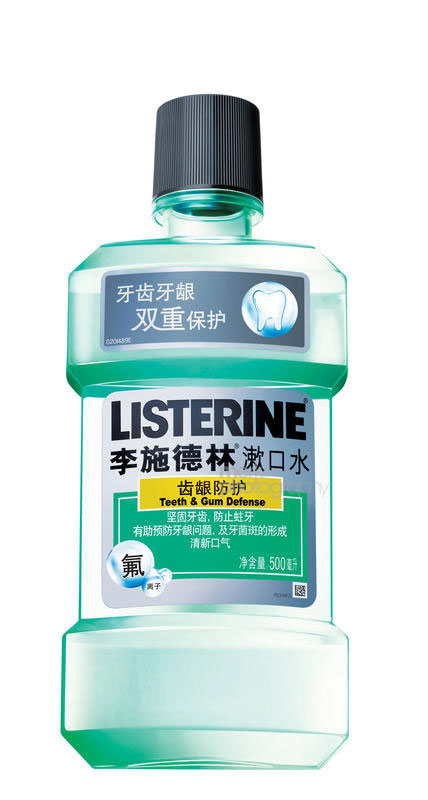 牙齿牙龈
双重保护
LISTERINE®
李施德林®漱口水
齿龈防护
Teeth & Gum Defense
坚固牙齿, 防止蛀牙
有助预防牙龈问题, 及牙菌斑的形成
清新口气
氟
离子
净含量 500毫升